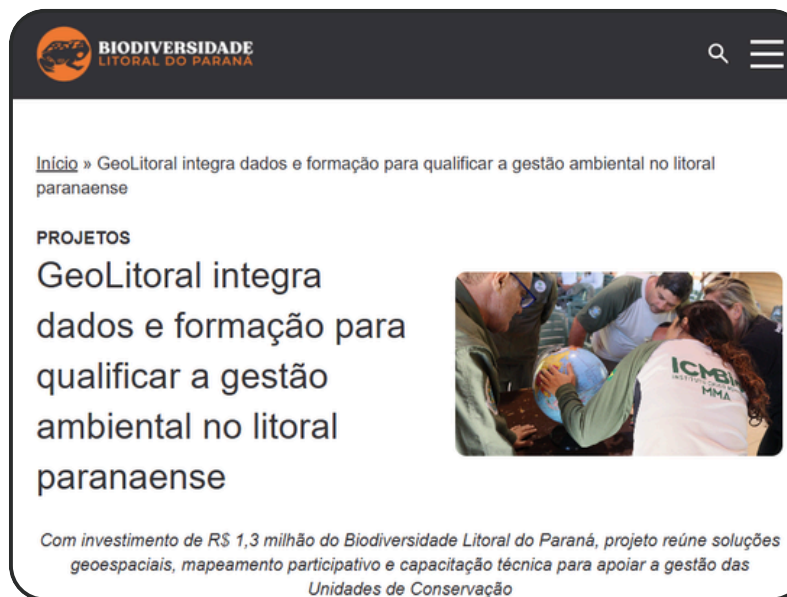 BIODIVERSIDADE
LITORAL DO PARANÁ
Início » GeoLitoral integra dados e formação para qualificar a gestão ambiental no litoral
paranaense
PROJETOS
GeoLitoral integra
dados e formação para
qualificar a gestão
ambiental no litoral
paranaense
ICMBio
MMA
Com investimento de R$ 1,3 milhão do Biodiversidade Litoral do Paraná, projeto reúne soluções
geoespaciais, mapeamento participativo e capacitação técnica para apoiar a gestão das
Unidades de Conservação